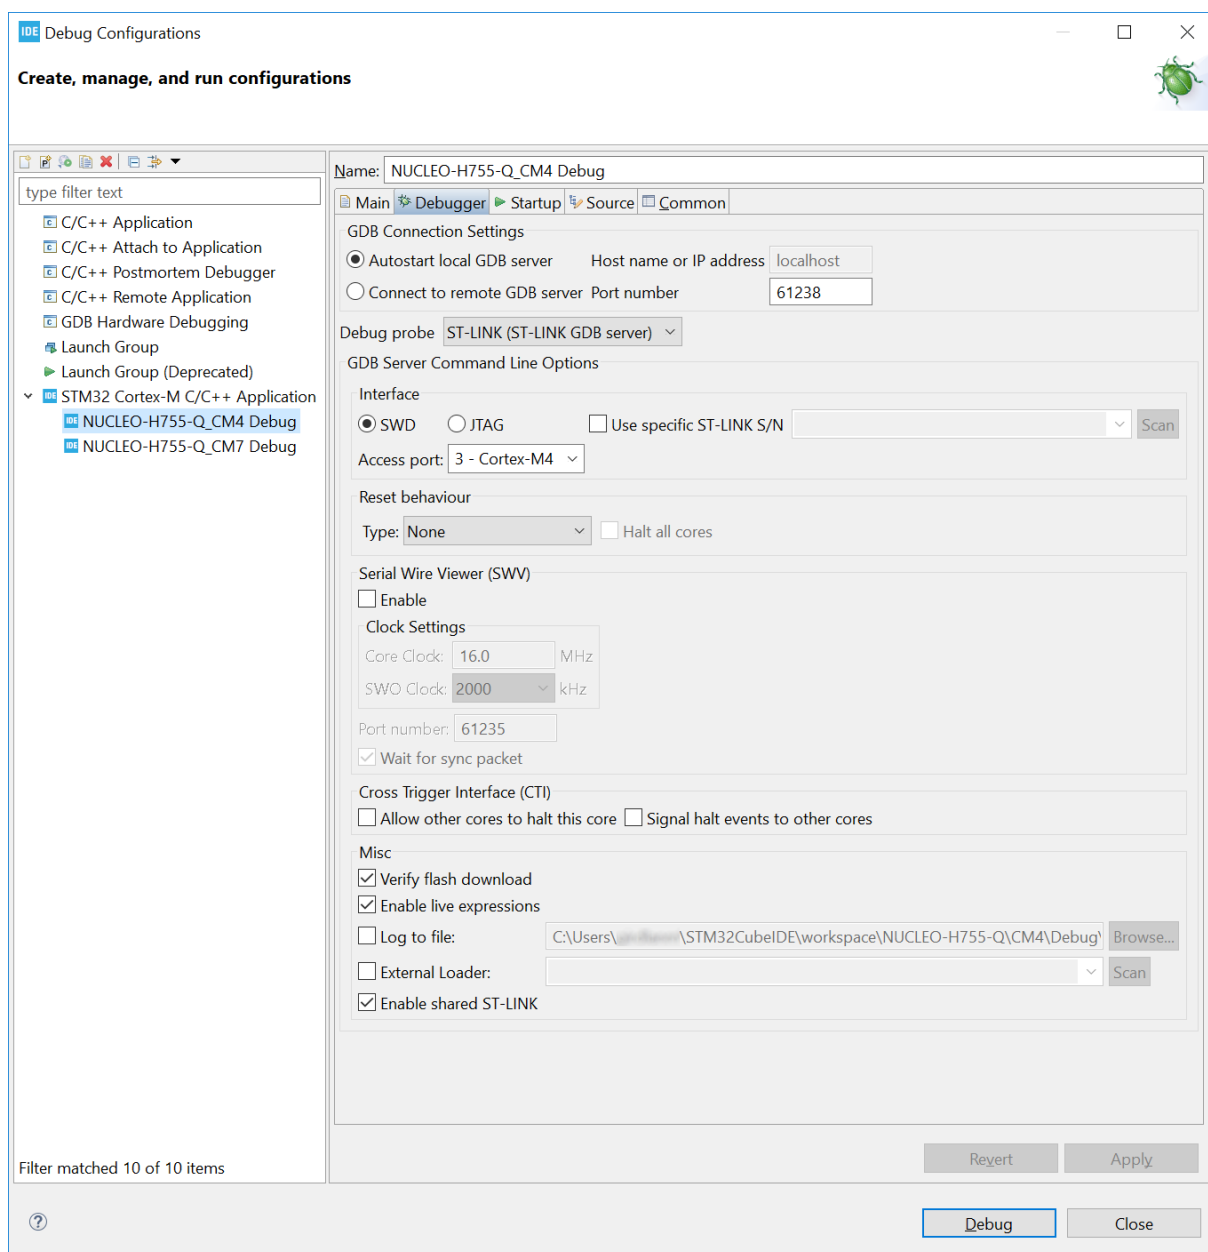 IDE Debug Configurations
Create, manage, and run configurations
type filter text
C/C++ Application
C/C++ Attach to Application
C/C++ Postmortem Debugger
C/C++ Remote Application
GDB Hardware Debugging
Launch Group
Launch Group (Deprecated)
IDE STM32 Cortex-M C/C++ Application
IDE NUCLEO-H755-Q_CM4 Debug
IDE NUCLEO-H755-Q_CM7 Debug
Filter matched 10 of 10 items
Name: NUCLEO-H755-Q_CM4 Debug
Main Debugger Startup Source Common
GDB Connection Settings
Autostart local GDB server Host name or IP address localhost
Connect to remote GDB server Port number 61238
Debug probe ST-LINK (ST-LINK GDB server)
GDB Server Command Line Options
Interface
SWD JTAG Use specific ST-LINK S/N Scan
Access port: 3 - Cortex-M4
Reset behaviour
Type: None Halt all cores
Serial Wire Viewer (SWV)
Enable
Clock Settings
Core Clock: 16.0 MHz
SWO Clock: 2000 kHz
Port number: 61235
Wait for sync packet
Cross Trigger Interface (CTI)
Allow other cores to halt this core Signal halt events to other cores
Misc
Verify flash download
Enable live expressions
Log to file: C:\Users\ \STM32CubeIDE\workspace\NUCLEO-H755-Q\CM4\Debug\ Browse...
External Loader: Scan
Enable shared ST-LINK
Revert Apply
? Debug Close